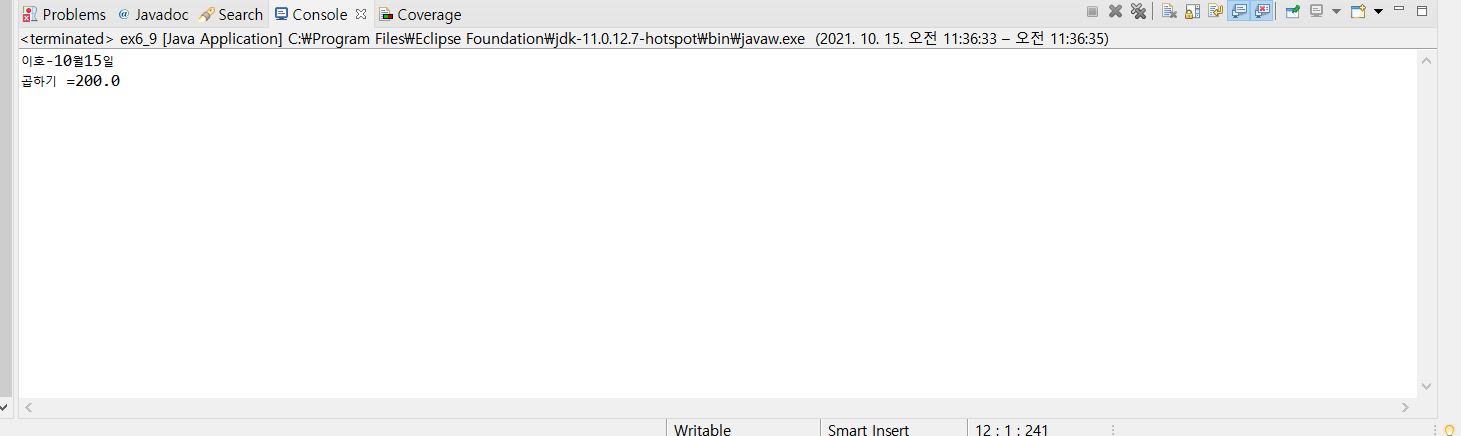 Problems @ Javadoc Search Console Coverage
<terminated> ex6_9 [Java Application] C:₩Program Files₩Eclipse Foundation₩jdk-11.0.12.7-hotspot₩bin₩javaw.exe (2021. 10. 15. 오전 11:36:33 – 오전 11:36:35)
이호-10월15일
곱하기 =200.0
Writable Smart Insert 12 : 1 : 241